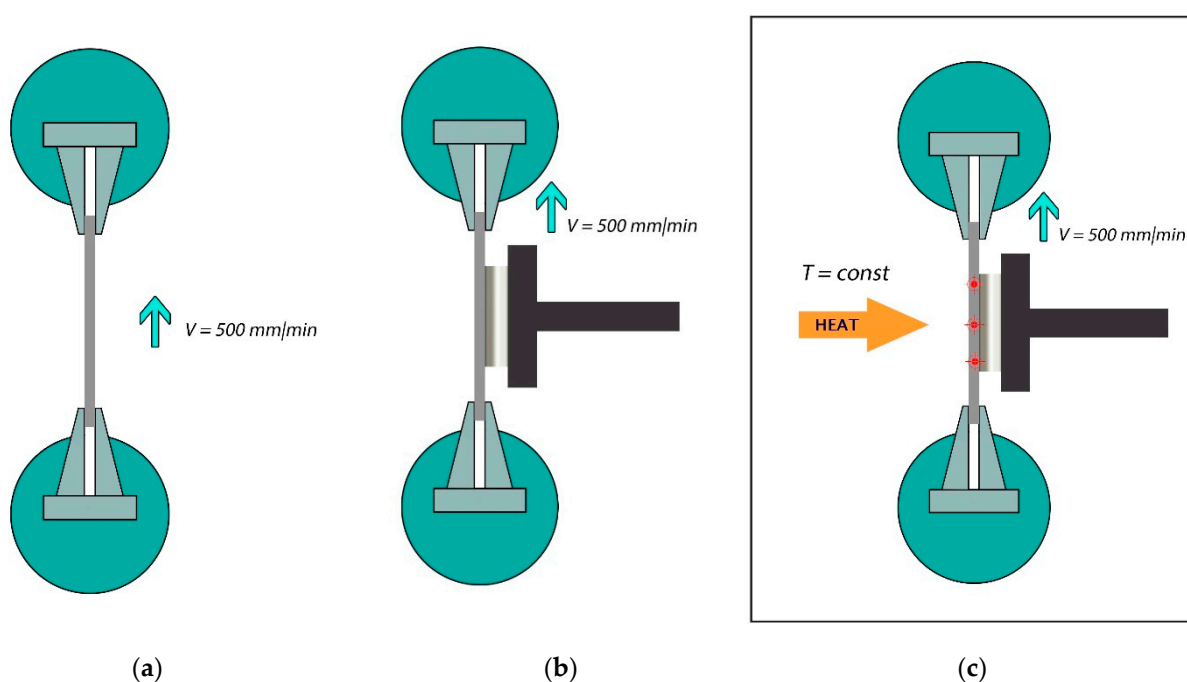 V = 500 mm/min
V = 500 mm/min
T = const
HEAT
V = 500 mm/min
(a)
(b)
(c)